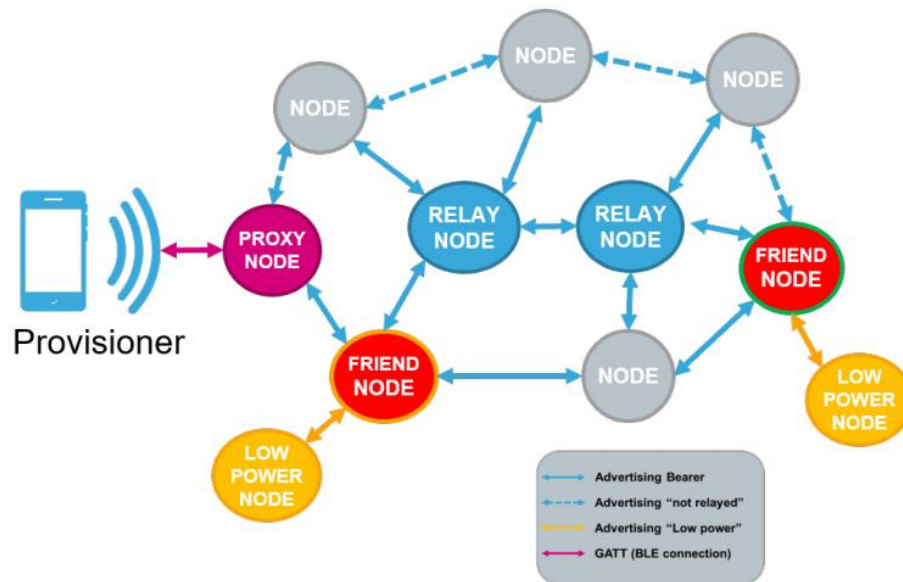 NODE
NODE
NODE
RELAY
NODE
RELAY
NODE
PROXY
NODE
FRIEND
NODE
Provisioner
FRIEND
NODE
NODE
LOW
POWER
NODE
LOW
POWER
NODE
Advertising Bearer
Advertising “not relayed”
Advertising “Low power”
GATT (BLE connection)